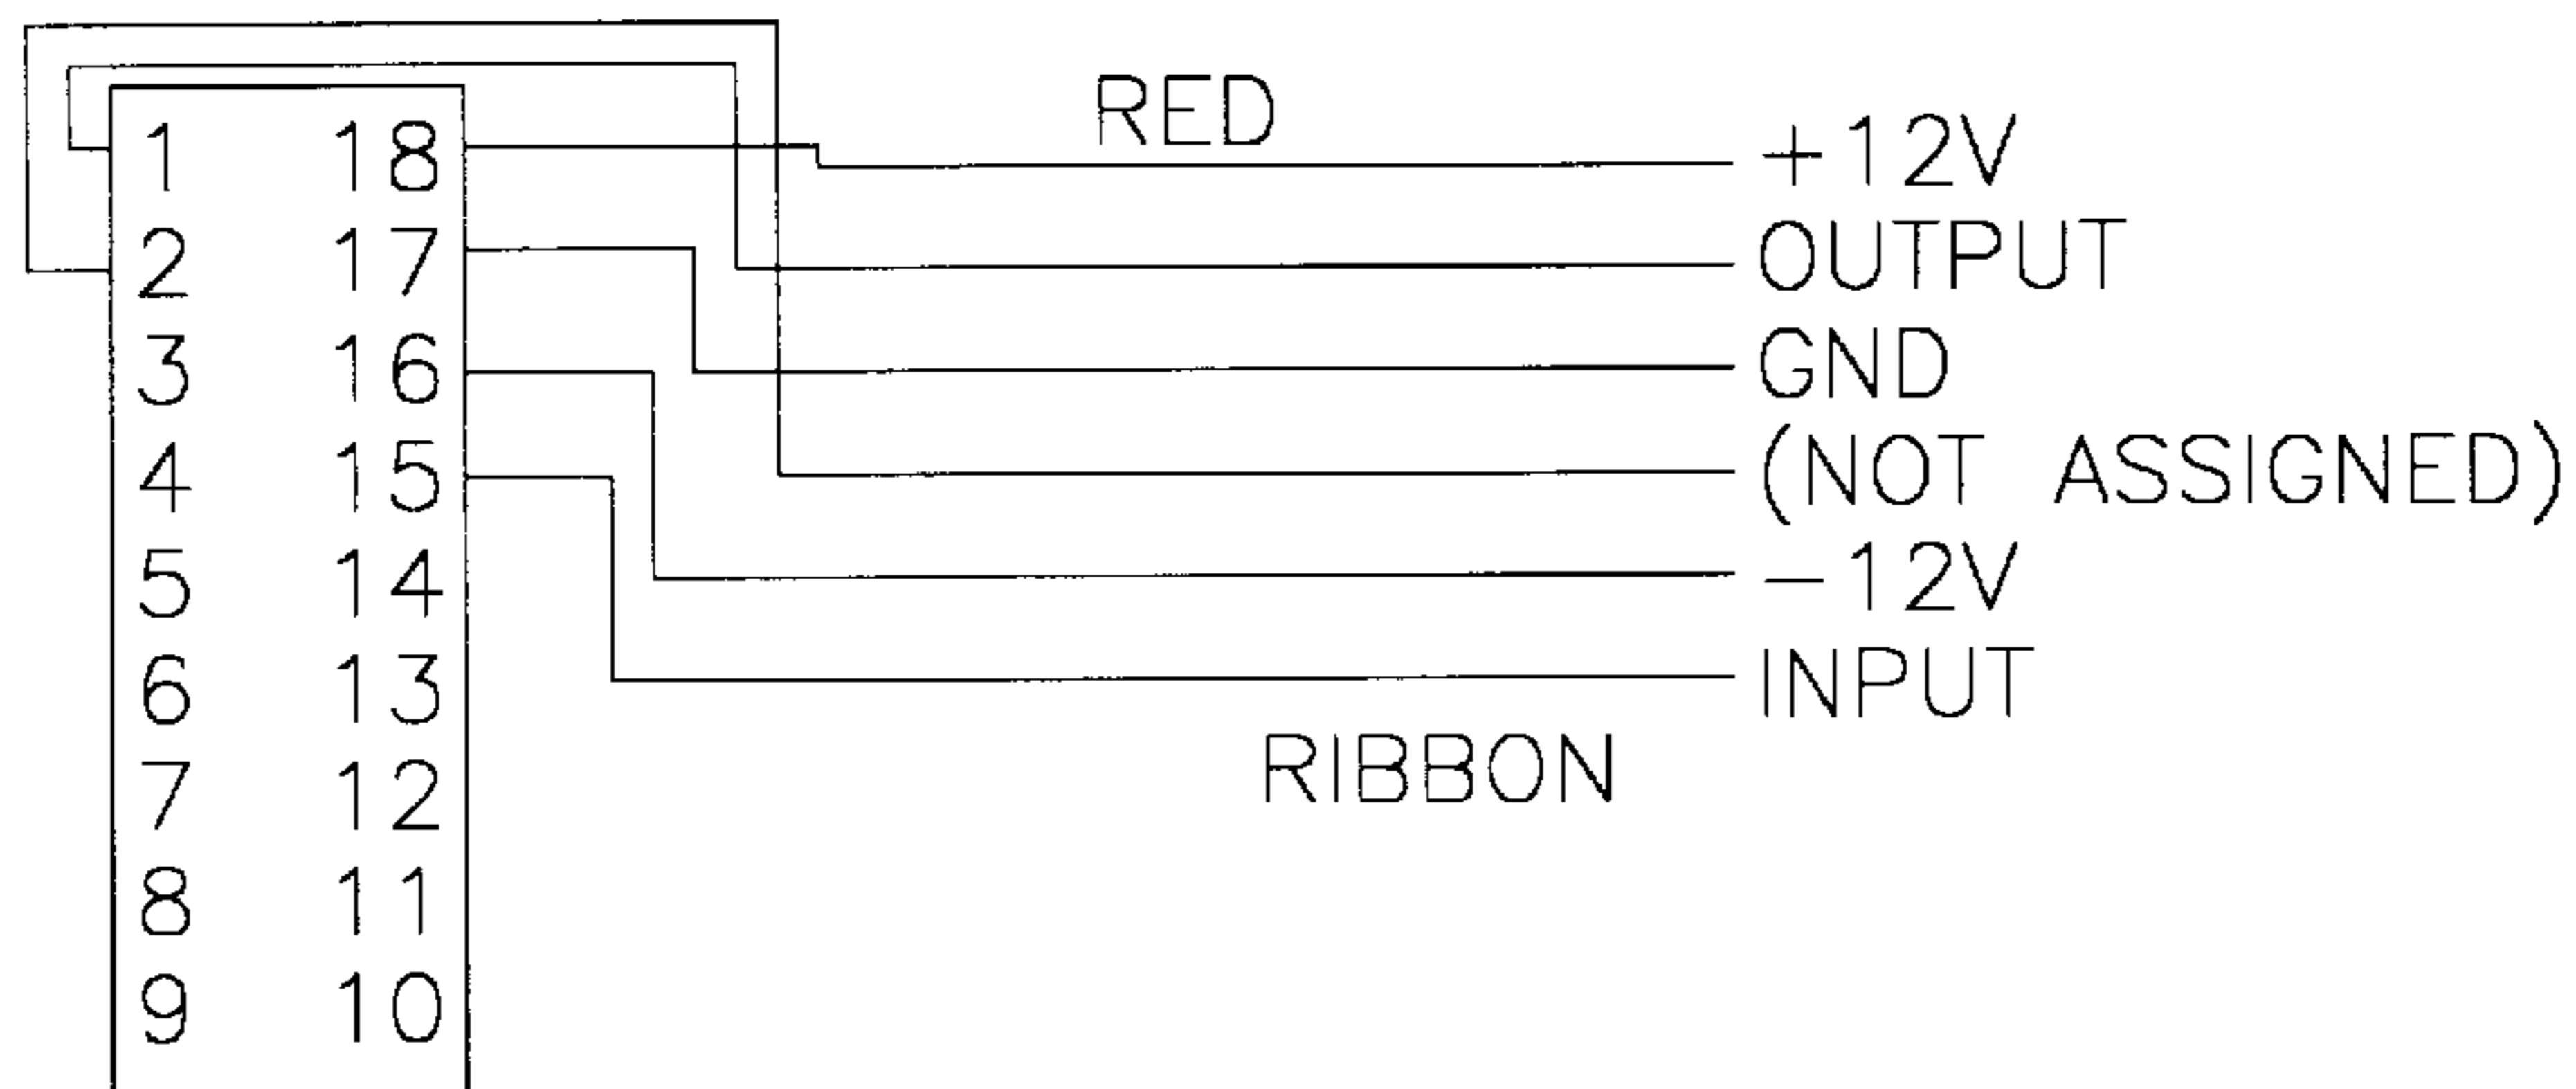 RED
1 18 +12V
2 17 OUTPUT
3 16 GND
4 15 (NOT ASSIGNED)
5 14 -12V
6 13 INPUT
7 12 RIBBON
8 11
9 10